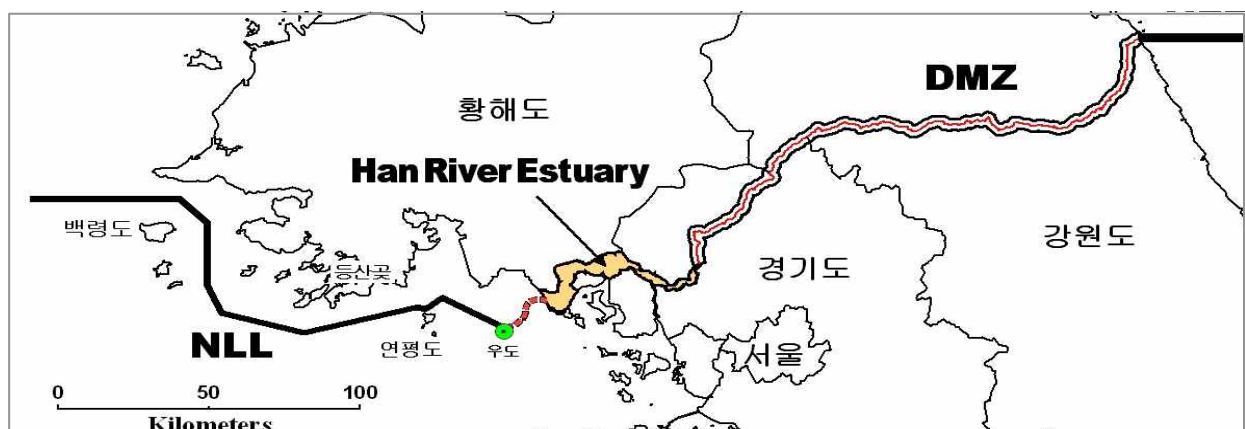 DMZ
황해도
Han River Estuary
백령도
강원도
등산곶
경기도
NLL
연평도
우도
서울
0 50 100
Kilometers